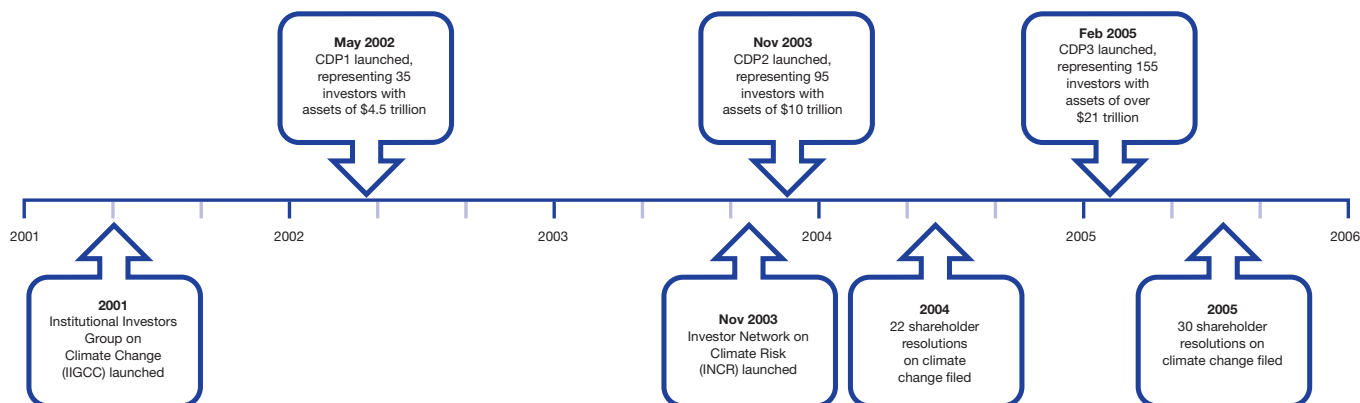 May 2002
CDP1 launched,
representing 35
investors with
assets of $4.5 trillion
Nov 2003
CDP2 launched,
representing 95
investors with
assets of $10 trillion
Feb 2005
CDP3 launched,
representing 155
investors with
assets of over
$21 trillion
2001
2002
2003
2004
2005
2006
2001
Institutional Investors
Group on
Climate Change
(IIGCC) launched
Nov 2003
Investor Network on
Climate Risk
(INCR) launched
2004
22 shareholder
resolutions
on climate
change filed
2005
30 shareholder
resolutions on
climate change filed